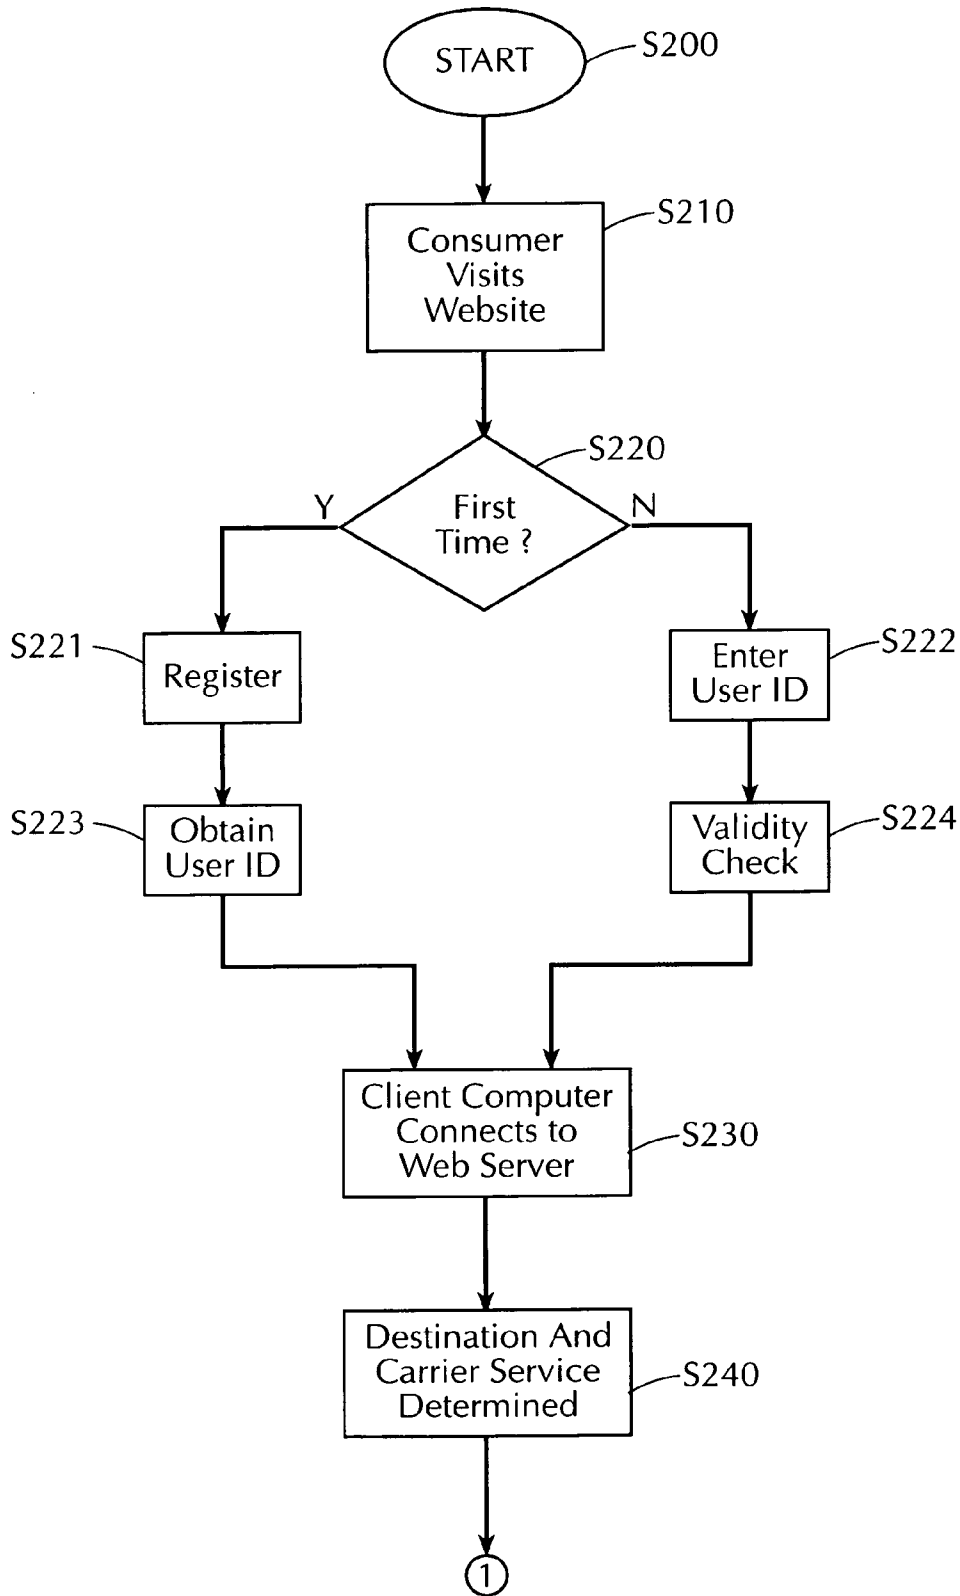 START
S200
S210
Consumer
Visits
Website
S220
First
Time ?
Y
N
S221
Register
Enter
User ID
S222
S223
Obtain
User ID
Validity
Check
S224
Client Computer
Connects to
Web Server
S230
Destination And
Carrier Service
Determined
S240
1